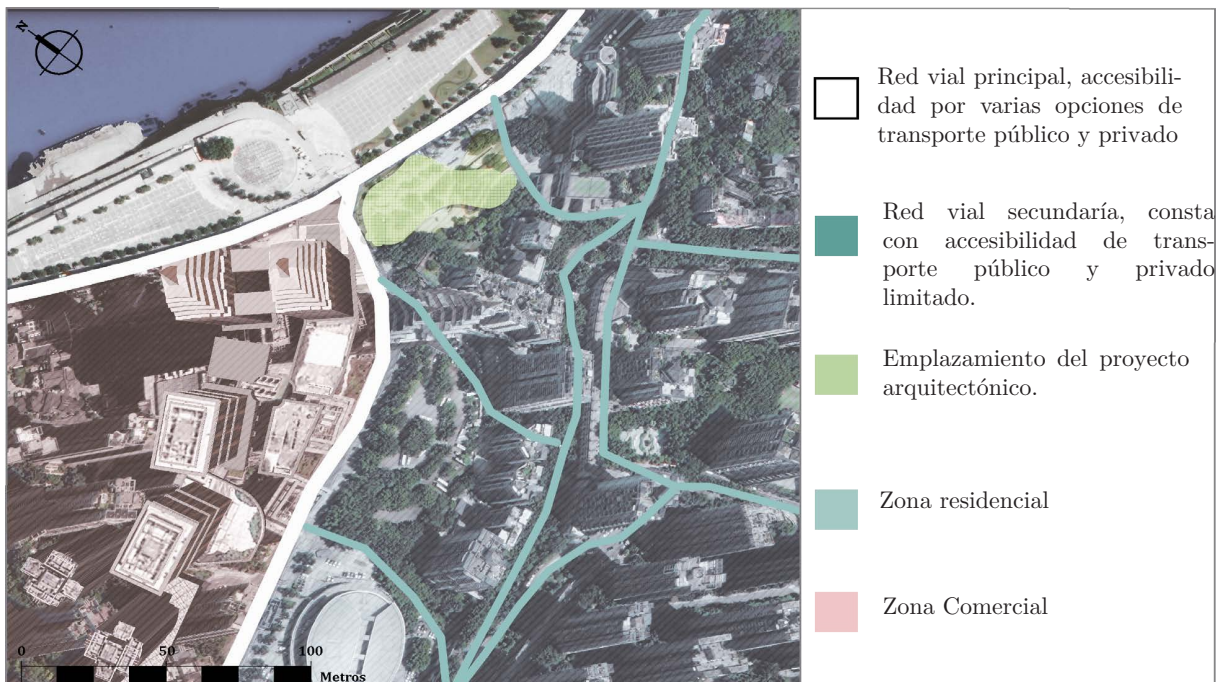 N
Red vial principal, accesibili-
dad por varias opciones de
transporte público y privado
Red vial secundaría, consta
con accesibilidad de trans-
porte público y privado
limitado.
Emplazamiento del proyecto
arquitectónico.
Zona residencial
Zona Comercial
0 50 100
Metros